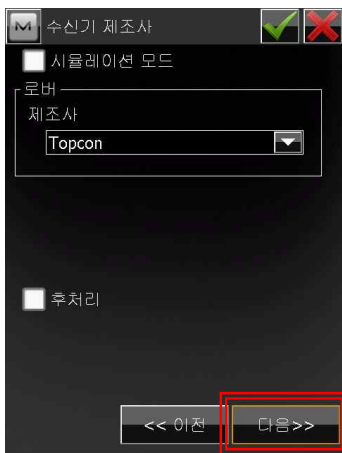 수신기 제조사
시뮬레이션 모드
로버
제조사
Topcon
후처리
<< 이전
다음>>